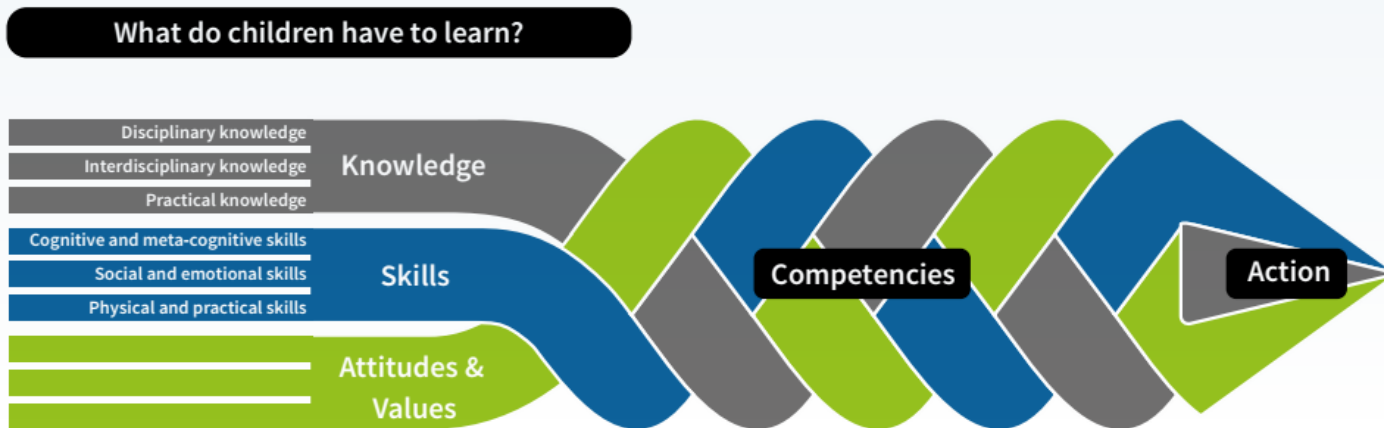 What do children have to learn?
Disciplinary knowledge
Interdisciplinary knowledge
Practical knowledge
Knowledge
Cognitive and meta-cognitive skills
Social and emotional skills
Physical and practical skills
Skills
Attitudes &
Values
Competencies
Action